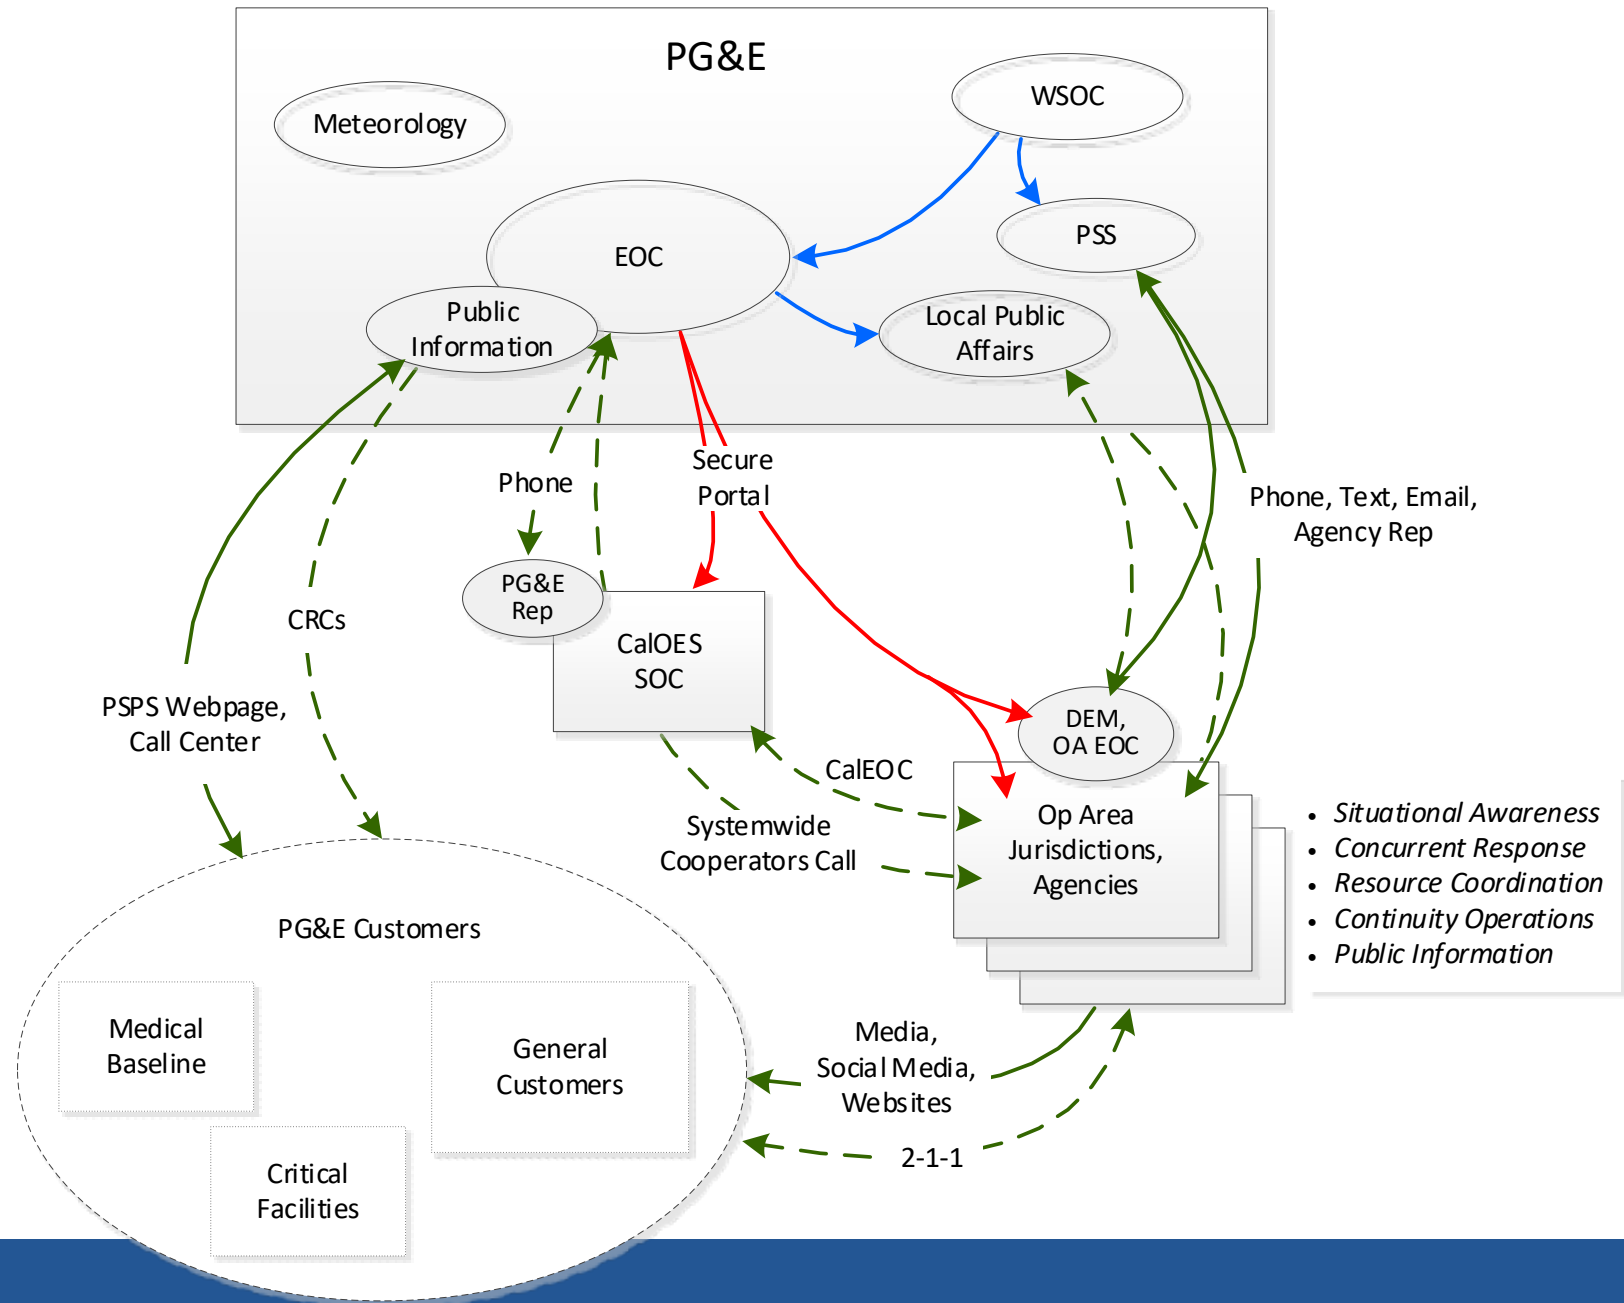 PG&E
WSOC
Meteorology
PSS
EOC
Public
Information
Local Public
Affairs
Secure
Portal
Phone
Phone, Text, Email,
Agency Rep
PG&E
Rep
CRCs
CalOES
SOC
PSPS Webpage,
Call Center
DEM,
OA EOC
CalEOC
Systemwide
Cooperators Call
Op Area
Jurisdictions,
Agencies
• Situational Awareness
• Concurrent Response
• Resource Coordination
• Continuity Operations
• Public Information
PG&E Customers
Medical
Baseline
General
Customers
Critical
Facilities
Media,
Social Media,
Websites
2-1-1